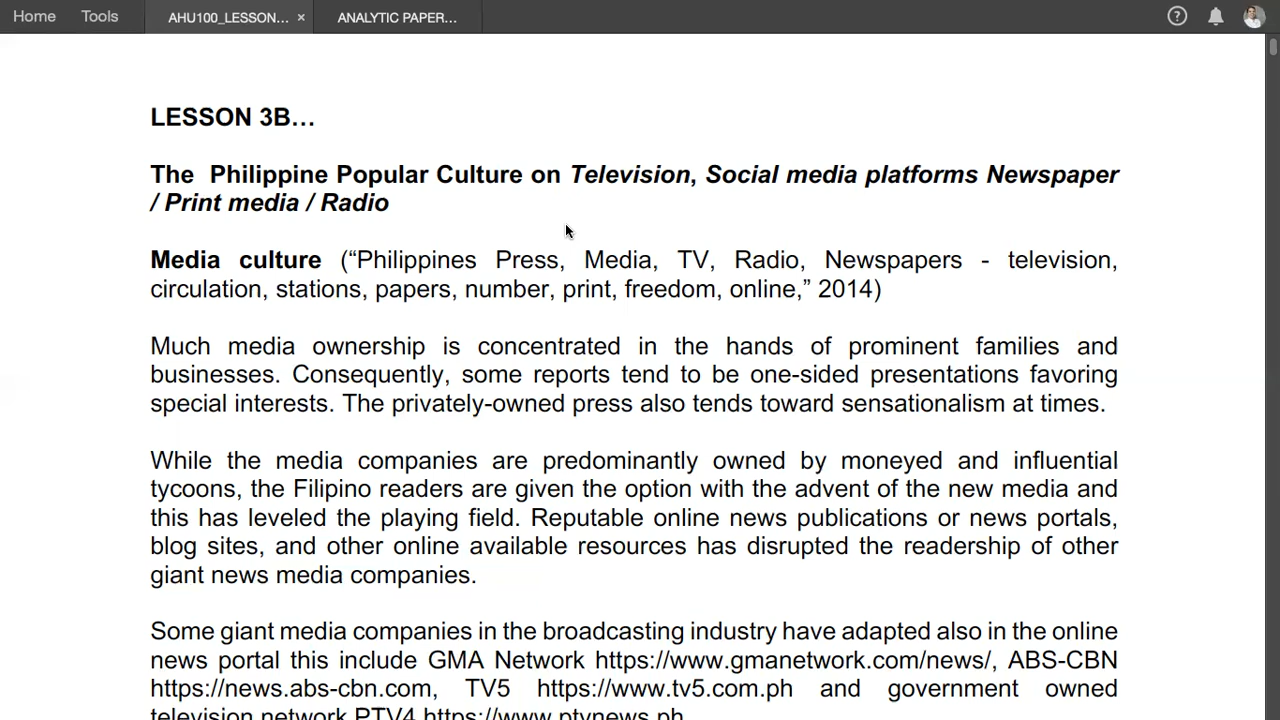 Home Tools AHU100_LESSON... × ANALYTIC PAPER... ?
LESSON 3B…
The Philippine Popular Culture on Television, Social media platforms Newspaper
/ Print media / Radio
Media culture (“Philippines Press, Media, TV, Radio, Newspapers - television,
circulation, stations, papers, number, print, freedom, online,” 2014)
Much media ownership is concentrated in the hands of prominent families and
businesses. Consequently, some reports tend to be one-sided presentations favoring
special interests. The privately-owned press also tends toward sensationalism at times.
While the media companies are predominantly owned by moneyed and influential
tycoons, the Filipino readers are given the option with the advent of the new media and
this has leveled the playing field. Reputable online news publications or news portals,
blog sites, and other online available resources has disrupted the readership of other
giant news media companies.
Some giant media companies in the broadcasting industry have adapted also in the online
news portal this include GMA Network https://www.gmanetwork.com/news/, ABS-CBN
https://news.abs-cbn.com, TV5 https://www.tv5.com.ph and government owned
television network PTV4 https://www.ptvnews.ph